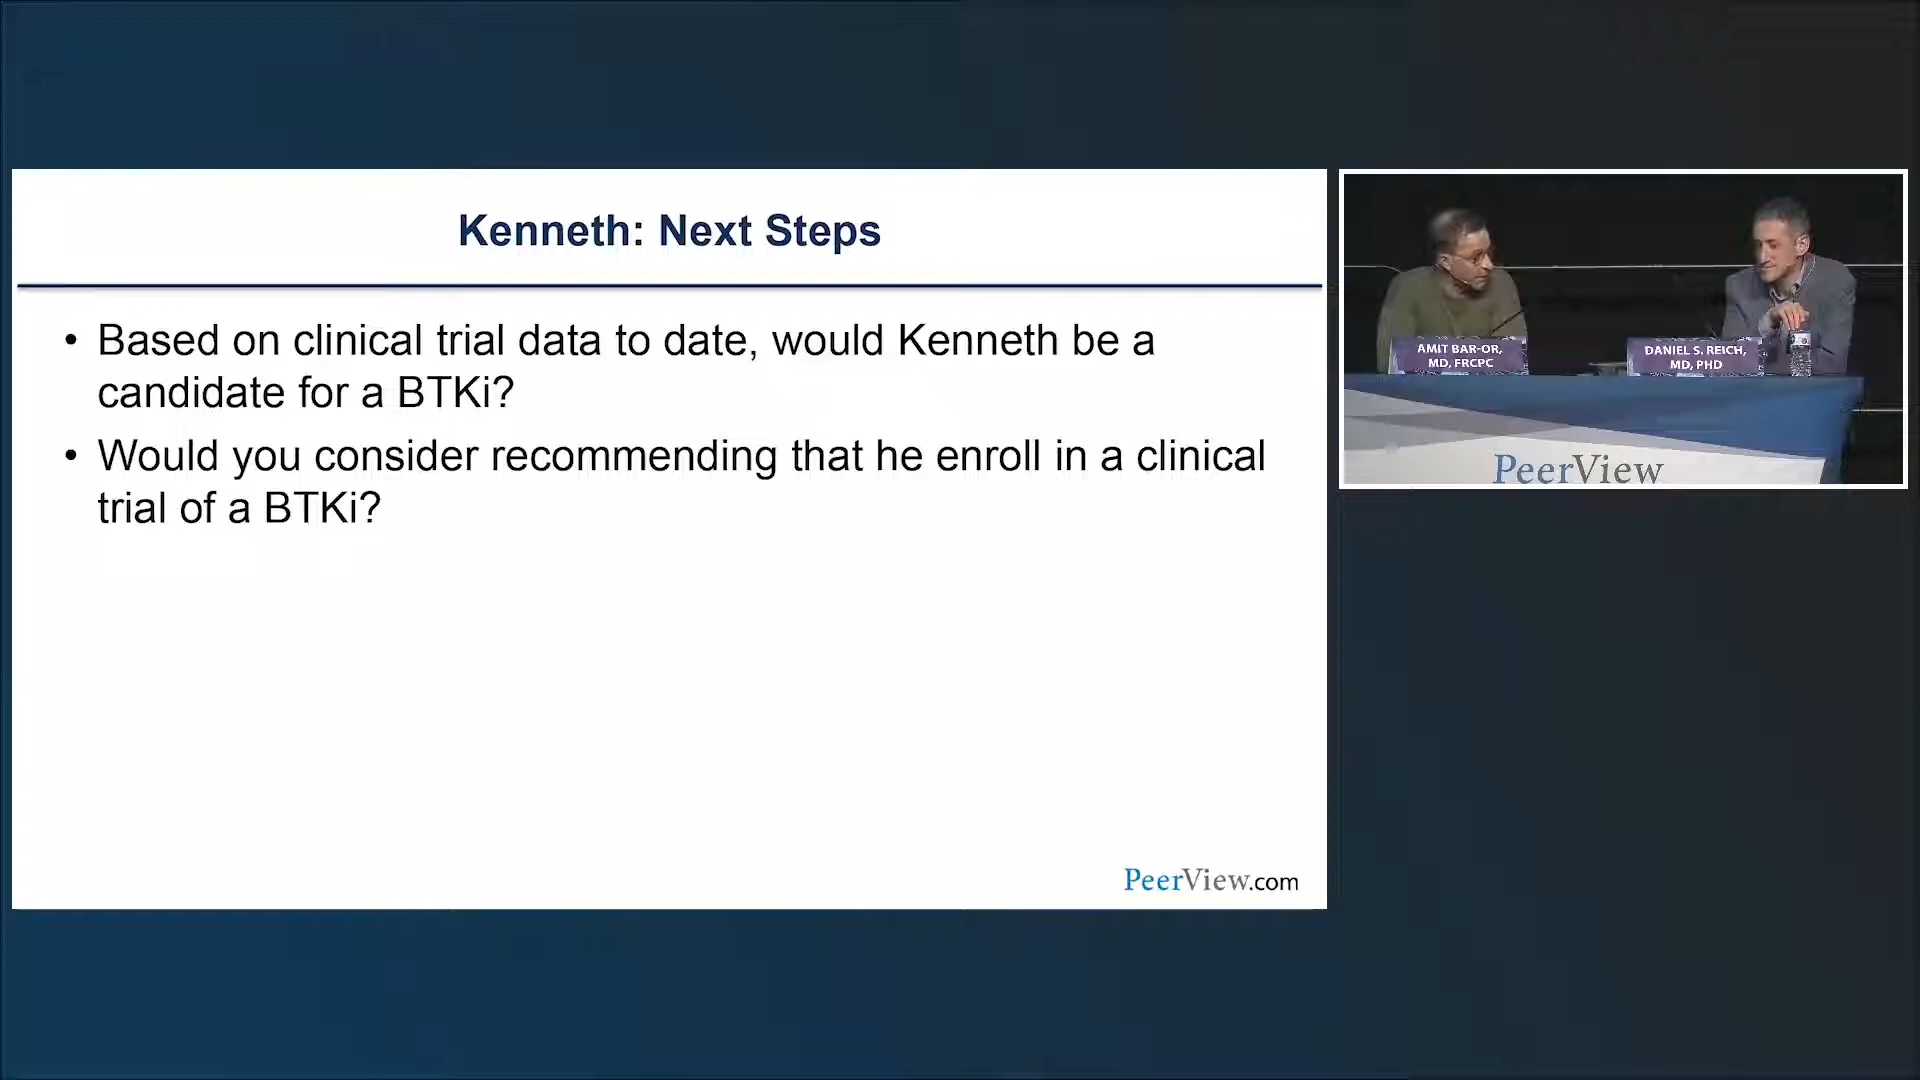 Kenneth: Next Steps
• Based on clinical trial data to date, would Kenneth be a
candidate for a BTKi?
• Would you consider recommending that he enroll in a clinical
trial of a BTKi?
PeerView.com
AMIT BAR-OR,
MD, FRCPC
DANIEL S. REICH,
MD, PHD
PeerView